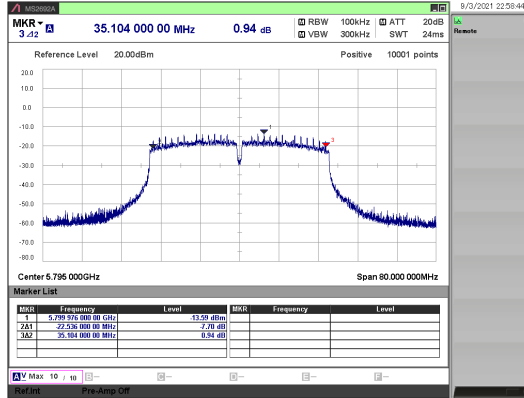 MS2692A
9/3/2021 22:58:44
MKR
3 Δ2
A
35.104 000 00 MHz
0.94 dB
A RBW 100kHz
A VBW 300kHz
A ATT 20dB
SWT 24ms
Remote
Reference Level 20.00dBm
Positive 10001 points
20.0
10.0
0.0
-10.0
-20.0
-30.0
-40.0
-50.0
-60.0
-70.0
-80.0
1
3
Center 5.795 000GHz
Span 80.000 000MHz
Marker List
MKR Frequency Level MKR Frequency Level
1 5.799 976 000 00 GHz -13.59 dBm
2Δ1 -22.536 000 00 MHz -7.70 dB
3Δ2 35.104 000 00 MHz 0.94 dB
A V Max 10 / 10
Ref.Int Pre-Amp Off